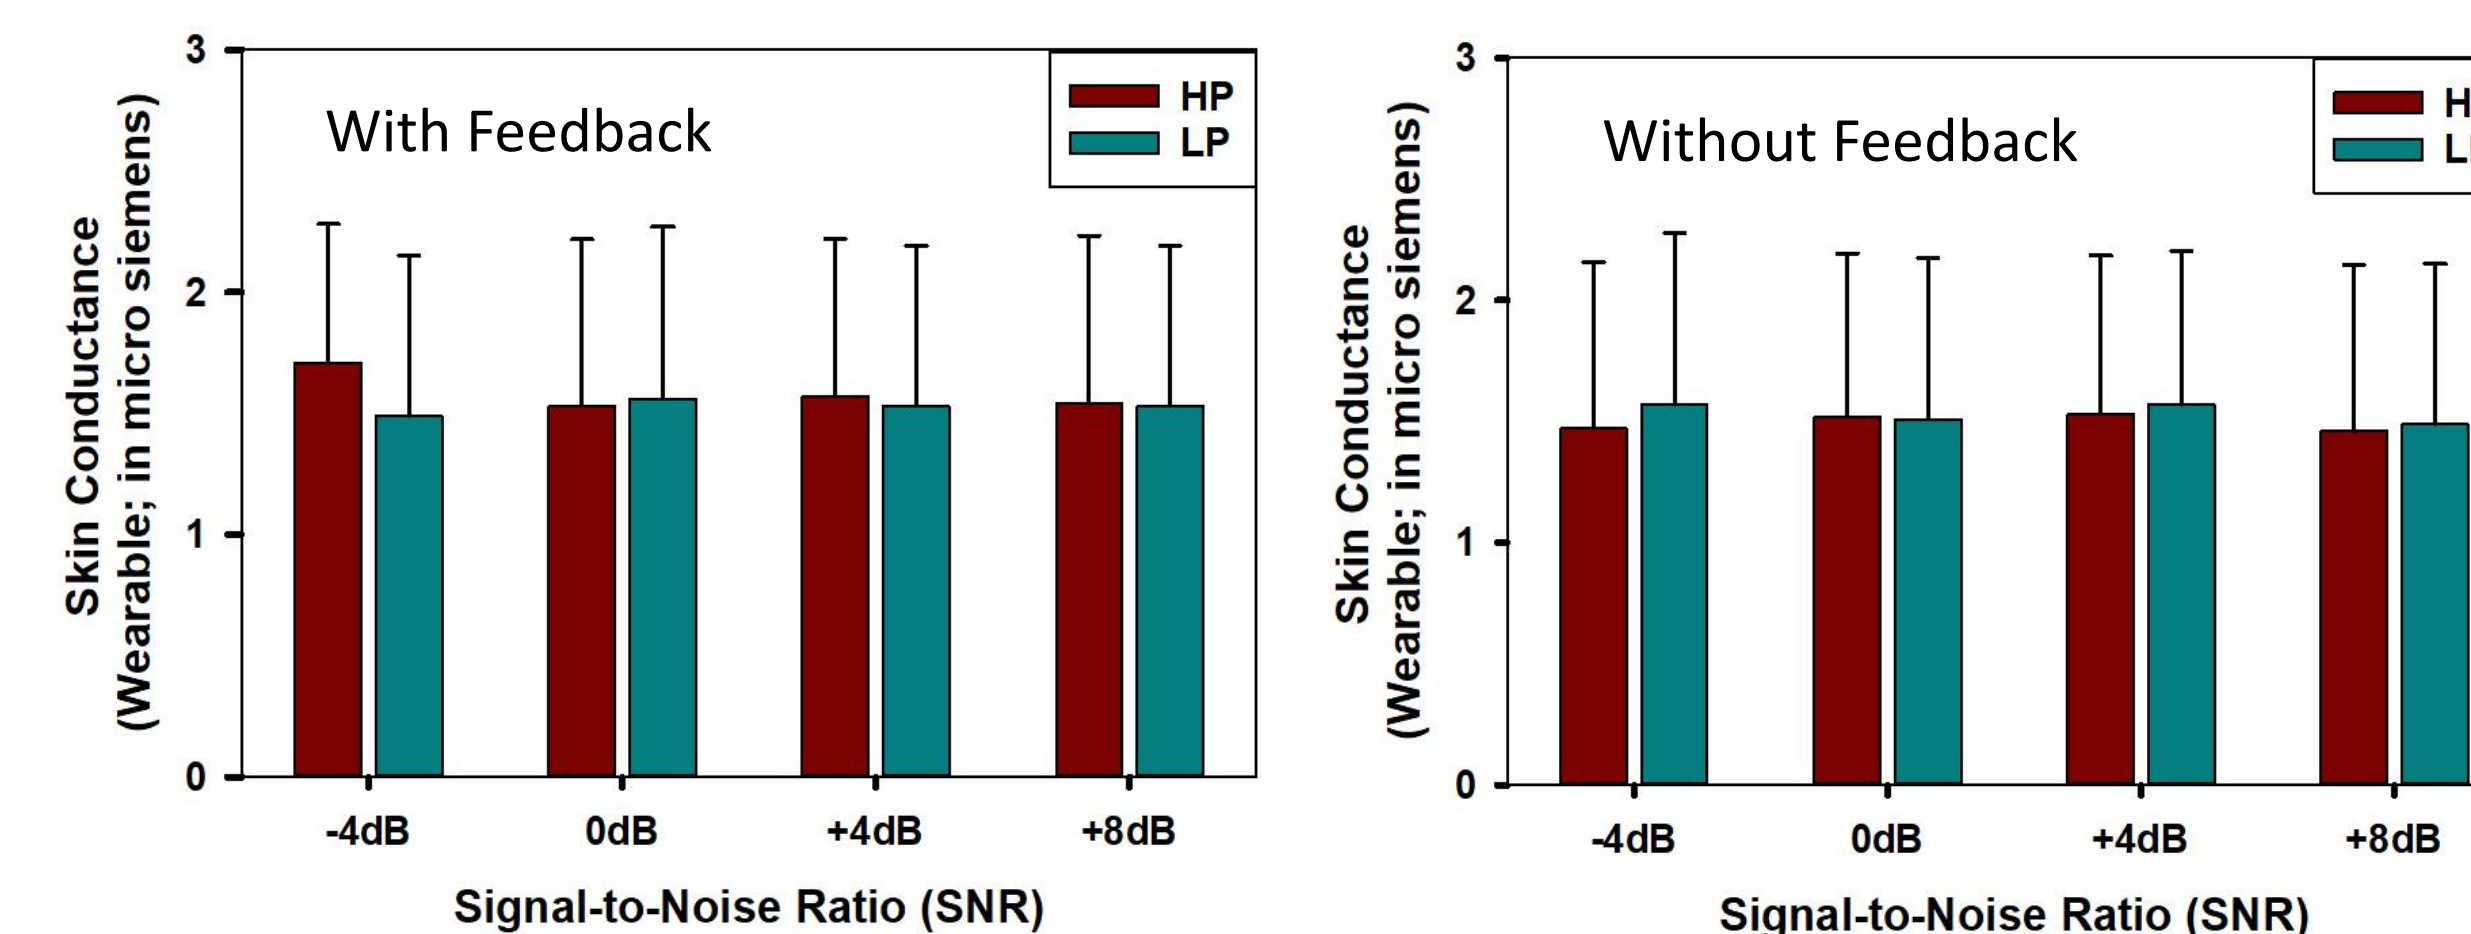 With Feedback
HP
LP
3
2
1
0
Skin Conductance
(Wearable; in micro siemens)
-4dB 0dB +4dB +8dB
Signal-to-Noise Ratio (SNR)
Without Feedback
3
2
1
0
Skin Conductance
(Wearable; in micro siemens)
-4dB 0dB +4dB +8dB
Signal-to-Noise Ratio (SNR)